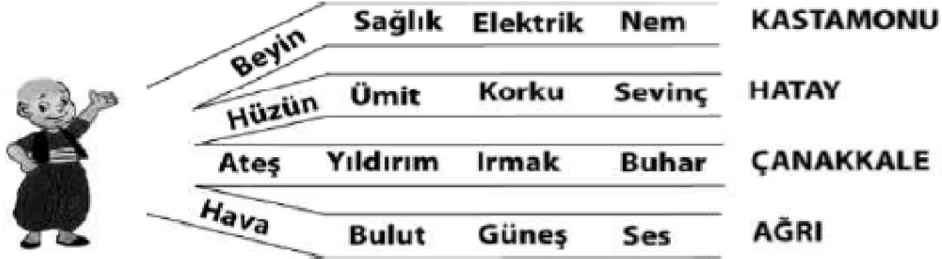 Beyin Sağlık Elektrik Nem KASTAMONU
Hüzün Ümit Korku Sevinç HATAY
Ateş Yıldırım Irmak Buhar ÇANAKKALE
Hava Bulut Güneş Ses AĞRI